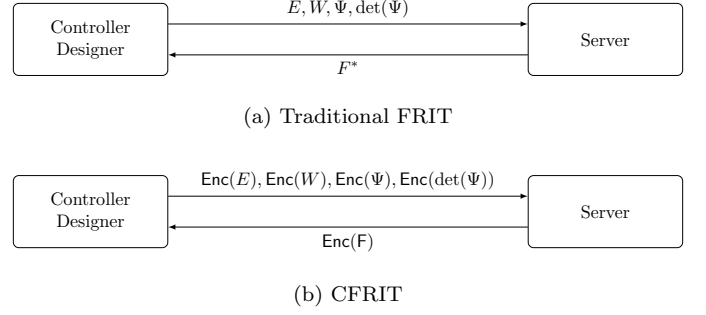 E, W, Ψ, det(Ψ)
Controller
Designer
Server
F*
(a) Traditional FRIT
Enc(E), Enc(W), Enc(Ψ), Enc(det(Ψ))
Controller
Designer
Server
Enc(F)
(b) CFRIT